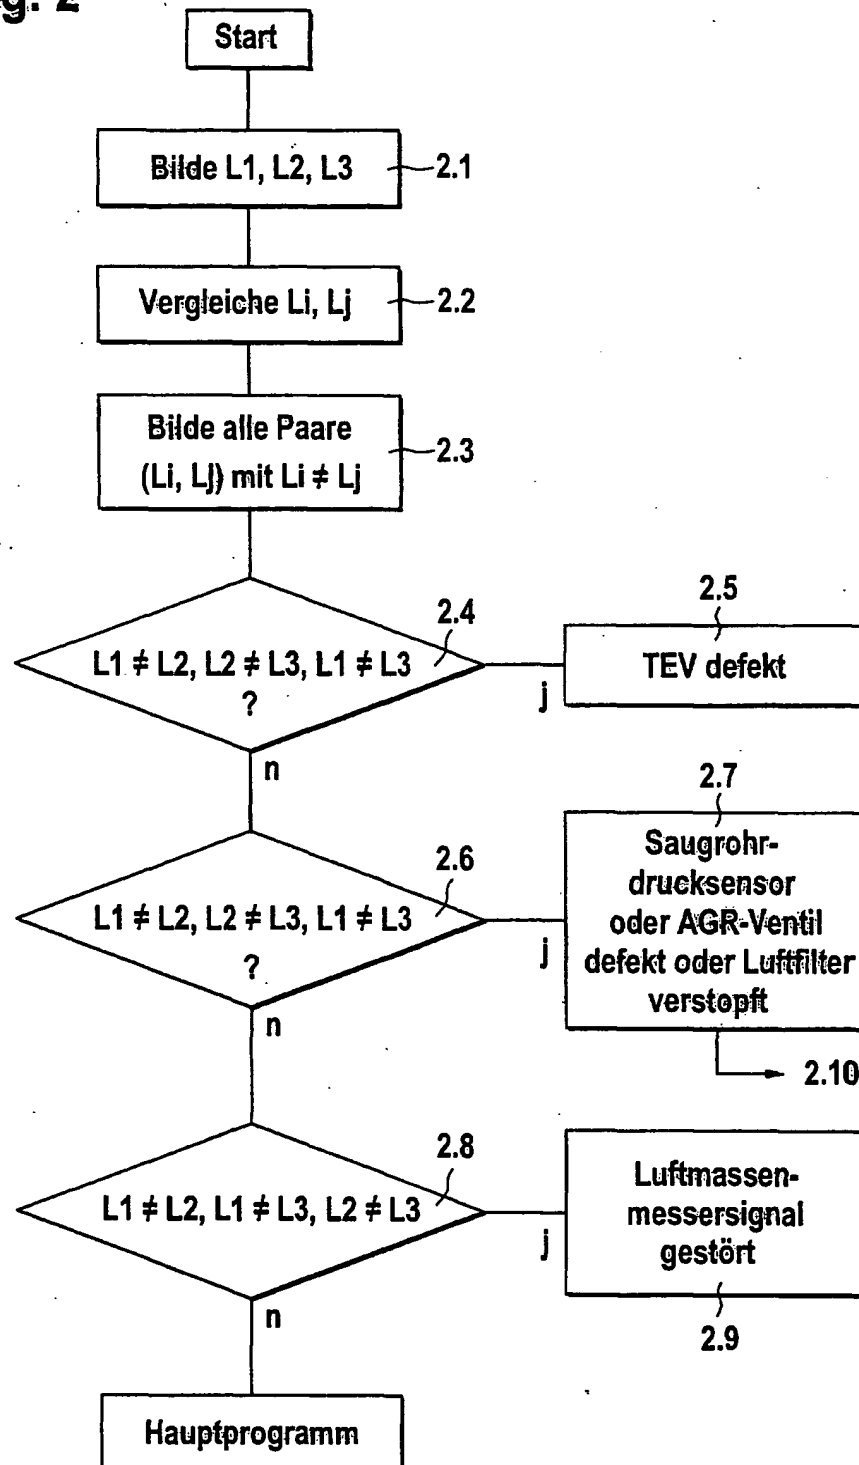 g. 2
Start
Bilde L1, L2, L3
2.1
Vergleiche Li, Lj
2.2
Bilde alle Paare
(Li, Lj) mit Li ≠ Lj
2.3
2.4
L1 ≠ L2, L2 ≠ L3, L1 ≠ L3
?
j
n
2.5
TEV defekt
2.6
L1 ≠ L2, L2 ≠ L3, L1 ≠ L3
?
j
n
2.7
Saugrohr-
drucksensor
oder AGR-Ventil
defekt oder Luftfilter
verstopft
2.10
2.8
L1 ≠ L2, L1 ≠ L3, L2 ≠ L3
j
n
Luftmassen-
messersignal
gestört
2.9
Hauptprogramm